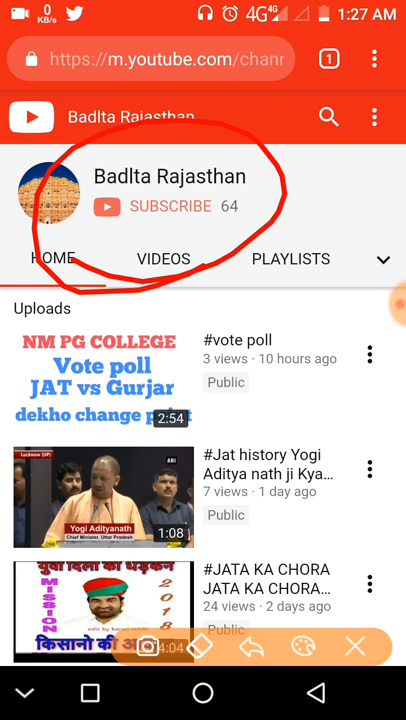 0
KB/s
4G 4G
1:27 AM
https://m.youtube.com/chann
1
Badlta Rajasthan
Badlta Rajasthan
SUBSCRIBE 64
HOME
VIDEOS
PLAYLISTS
Uploads
NM PG COLLEGE
Vote poll
JAT vs Gurjar
dekho change
2:54
#vote poll
3 views · 10 hours ago
Public
Lucknow (UP)
ANI
Yogi Adityanath
Chief Minister, Uttar Pradesh
1:08
#Jat history Yogi
Aditya nath ji Kya...
7 views · 1 day ago
Public
युवा दिलो की धड़कन
MISSION
2018
edit by
किसानो की
4:04
#JATA KA CHORA
JATA KA CHORA...
24 views · 2 days ago
Public